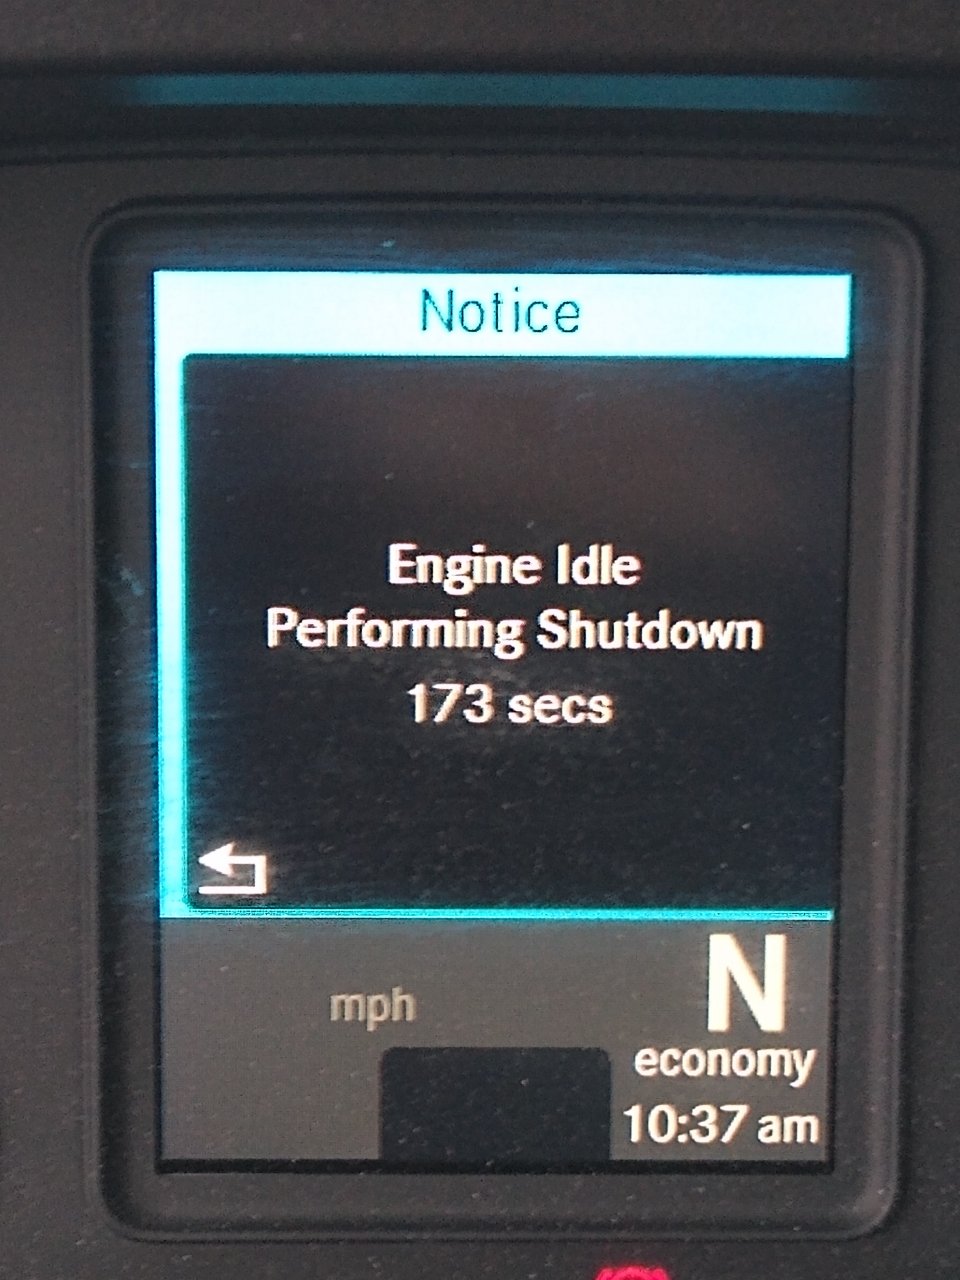 Notice
Engine Idle
Performing Shutdown
173 secs
mph
N
economy
10:37 am